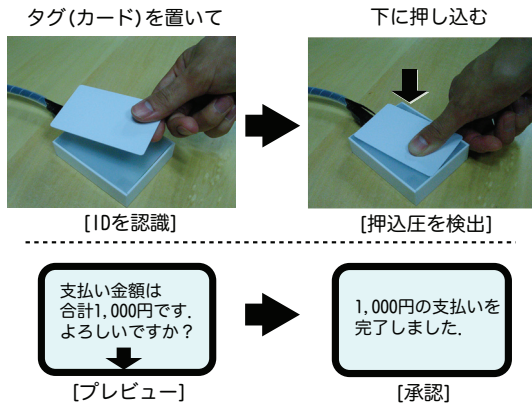 タグ(カード)を置いて
下に押し込む
[IDを認識]
[押込圧を検出]
支払い金額は
合計1,000円です.
よろしいですか？
1,000円の支払いを
完了しました.
[プレビュー]
[承認]